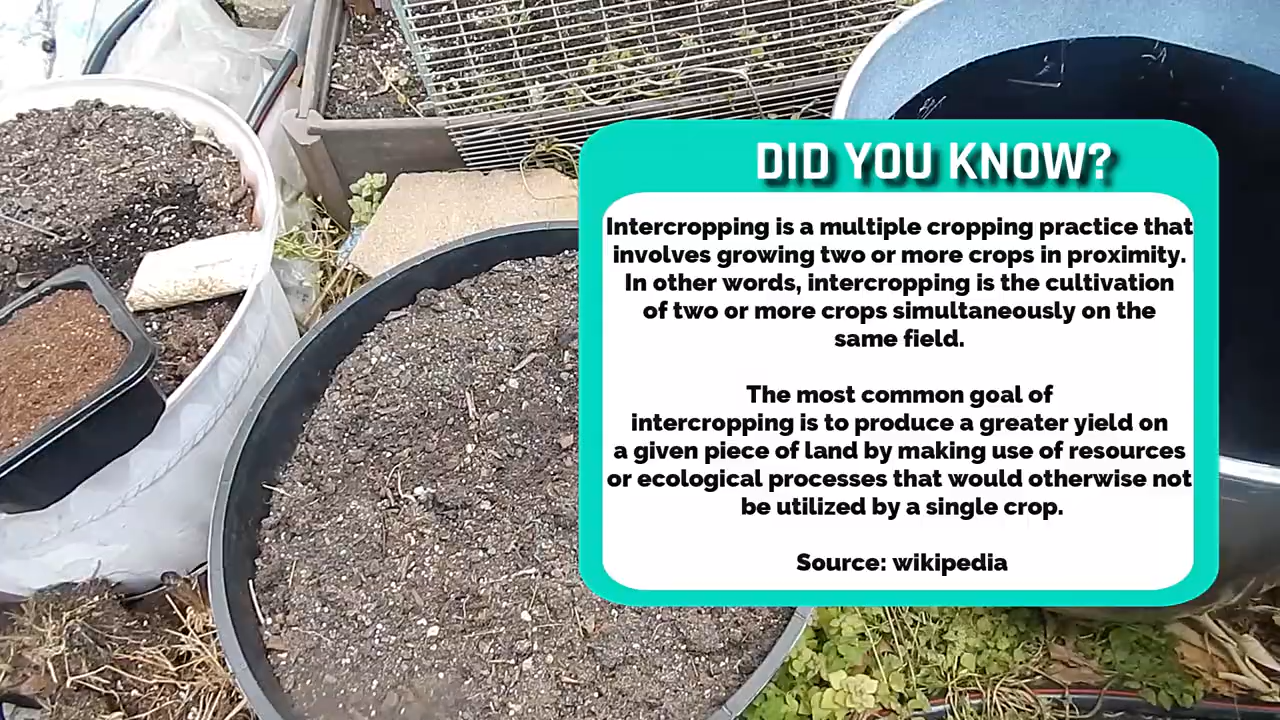 DID YOU KNOW?
Intercropping is a multiple cropping practice that
involves growing two or more crops in proximity.
In other words, intercropping is the cultivation
of two or more crops simultaneously on the
same field.
The most common goal of
intercropping is to produce a greater yield on
a given piece of land by making use of resources
or ecological processes that would otherwise not
be utilized by a single crop.
Source: wikipedia